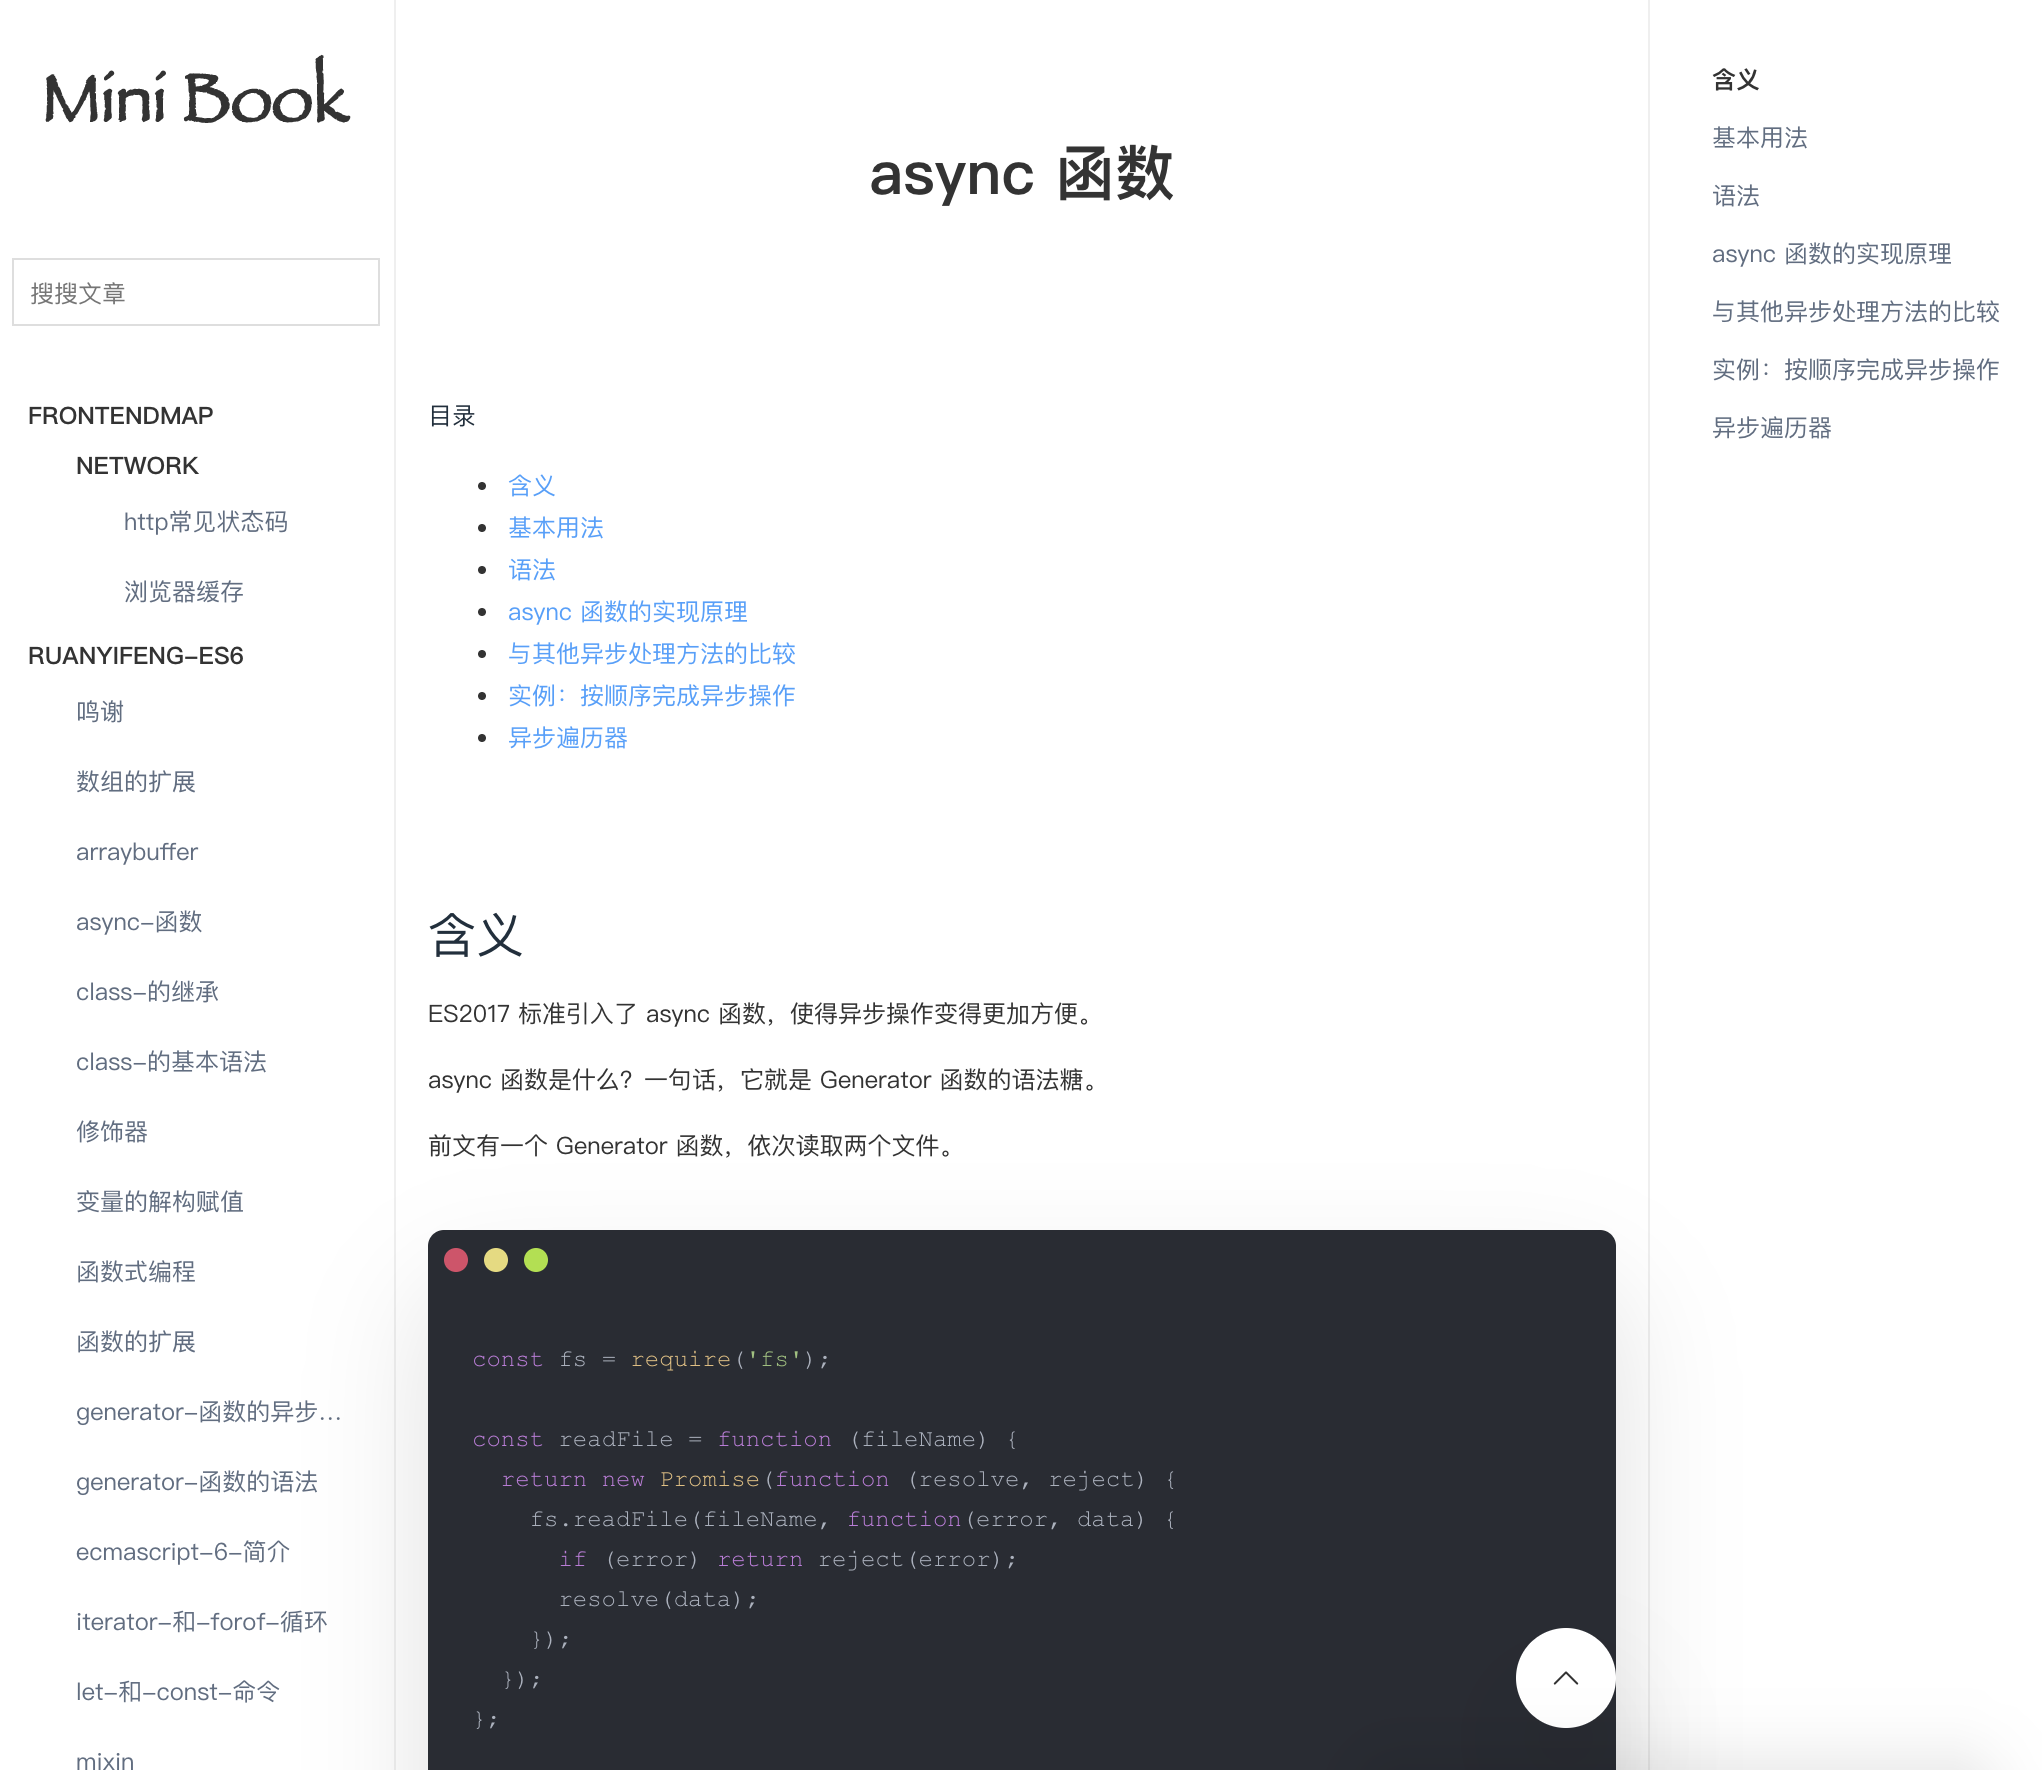 Mini Book
搜搜文章
FRONTENDMAP
NETWORK
http常见状态码
浏览器缓存
RUANYIFENG-ES6
鸣谢
数组的扩展
arraybuffer
async-函数
class-的继承
class-的基本语法
修饰器
变量的解构赋值
函数式编程
函数的扩展
generator-函数的异步...
generator-函数的语法
ecmascript-6-简介
iterator-和-forof-循环
let-和-const-命令
mixin
async 函数
目录
含义
基本用法
语法
async 函数的实现原理
与其他异步处理方法的比较
实例：按顺序完成异步操作
异步遍历器
含义
ES2017 标准引入了 async 函数，使得异步操作变得更加方便。
async 函数是什么？一句话，它就是 Generator 函数的语法糖。
前文有一个 Generator 函数，依次读取两个文件。
const fs = require('fs');
const readFile = function (fileName) {
  return new Promise(function (resolve, reject) {
    fs.readFile(fileName, function(error, data) {
      if (error) return reject(error);
      resolve(data);
    });
  });
};
含义
基本用法
语法
async 函数的实现原理
与其他异步处理方法的比较
实例：按顺序完成异步操作
异步遍历器